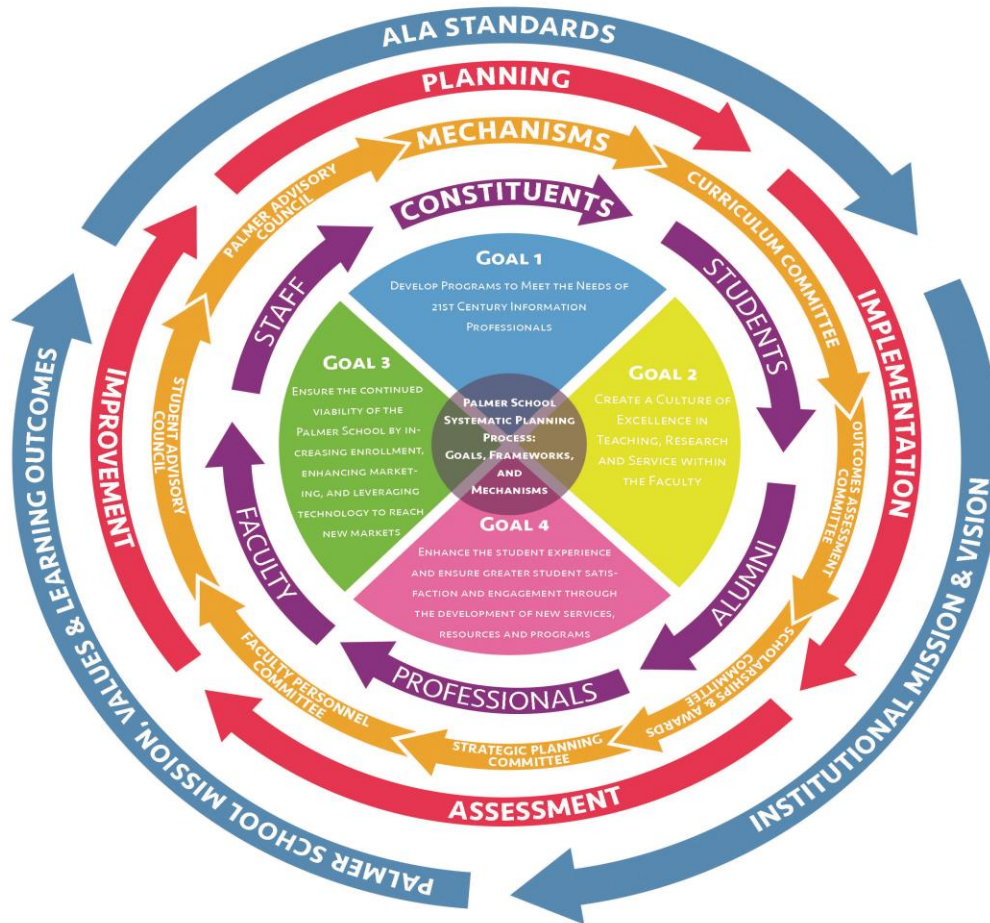 ALA STANDARDS
INSTITUTIONAL MISSION & VISION
PALMER SCHOOL MISSION, VALUES & LEARNING OUTCOMES
PLANNING
IMPLEMENTATION
ASSESSMENT
IMPROVEMENT
MECHANISMS
CURRICULUM COMMITTEE
OUTCOMES ASSESSMENT
COMMITTEE
SCHOLARSHIPS & AWARDS
COMMITTEE
STRATEGIC PLANNING
COMMITTEE
FACULTY PERSONNEL
COMMITTEE
STUDENT ADVISORY
COUNCIL
PALMER ADVISORY
COUNCIL
CONSTITUENTS
STUDENTS
ALUMNI
PROFESSIONALS
FACULTY
STAFF
GOAL 1
DEVELOP PROGRAMS TO MEET THE NEEDS OF
21ST CENTURY INFORMATION
PROFESSIONALS
GOAL 2
CREATE A CULTURE OF
EXCELLENCE IN
TEACHING, RESEARCH
AND SERVICE WITHIN
THE FACULTY
GOAL 3
ENSURE THE CONTINUED
VIABILITY OF THE
PALMER SCHOOL BY IN-
CREASING ENROLLMENT,
ENHANCING MARKET-
ING, AND LEVERAGING
TECHNOLOGY TO REACH
NEW MARKETS
GOAL 4
ENHANCE THE STUDENT EXPERIENCE
AND ENSURE GREATER STUDENT SATIS-
FACTION AND ENGAGEMENT THROUGH
THE DEVELOPMENT OF NEW SERVICES,
RESOURCES AND PROGRAMS
PALMER SCHOOL
SYSTEMATIC PLANNING
PROCESS:
GOALS, FRAMEWORKS,
AND
MECHANISMS